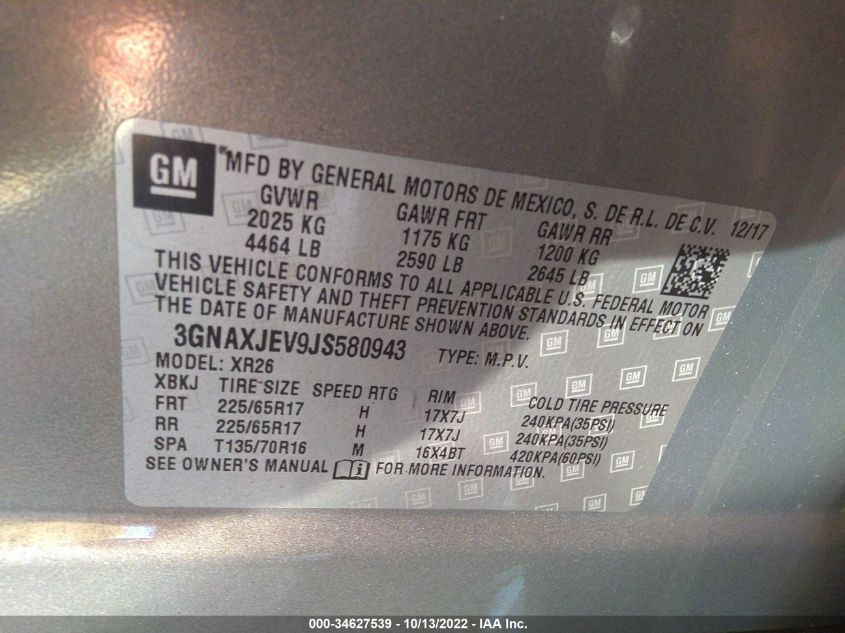 GM ®MFD BY GENERAL MOTORS DE MEXICO, S. DE R.L. DE C.V. 12/17
GVWR GAWR FRT GAWR RR
2025 KG 1175 KG 1200 KG
4464 LB 2590 LB 2645 LB
THIS VEHICLE CONFORMS TO ALL APPLICABLE U.S. FEDERAL MOTOR
VEHICLE SAFETY AND THEFT PREVENTION STANDARDS IN EFFECT ON
THE DATE OF MANUFACTURE SHOWN ABOVE.
3GNAXJEV9JS580943 TYPE: M.P.V.
MODEL: XR26
XBKJ TIRE SIZE SPEED RTG RIM COLD TIRE PRESSURE
FRT 225/65R17 H 17X7J 240KPA(35PSI)
RR 225/65R17 H 17X7J 240KPA(35PSI)
SPA T135/70R16 M 16X4BT 420KPA(60PSI)
SEE OWNER'S MANUAL i FOR MORE INFORMATION.
000-34627539 - 10/13/2022 - IAA Inc.